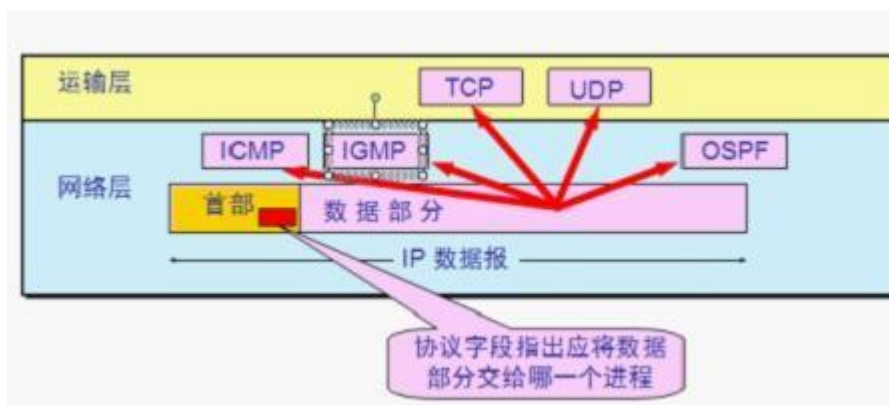 运输层
TCP
UDP
ICMP
IGMP
OSPF
网络层
首部
数据部分
IP 数据报
协议字段指出应将数据
部分交给哪一个进程